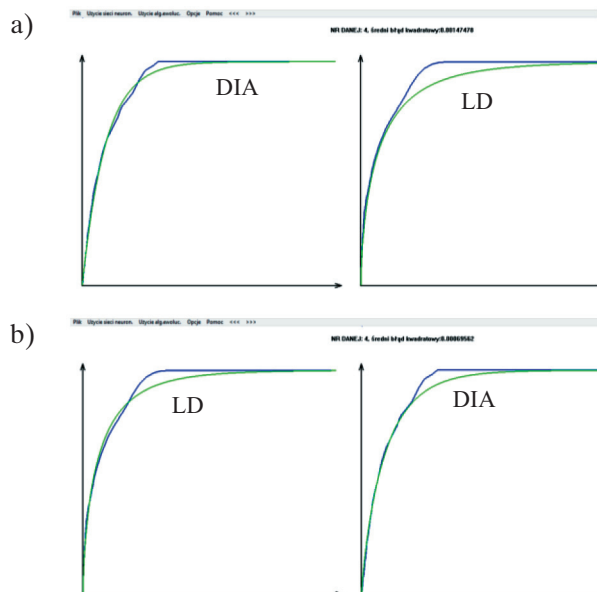 a)
Plik Użycie sieci neuron. Użycie alg.ewoluc. Opcje Pomoc <<< >>>
NR DANEJ: 4, średni błąd kwadratowy:0.00147470
DIA
LD
b)
Plik Użycie sieci neuron. Użycie alg.ewoluc. Opcje Pomoc <<< >>>
NR DANEJ: 4, średni błąd kwadratowy:0.00069562
LD
DIA